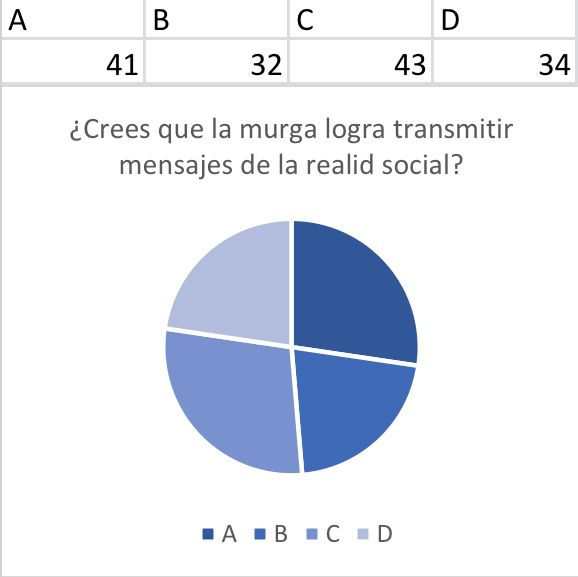 A B C D
41 32 43 34
¿Crees que la murga logra transmitir
mensajes de la realid social?
A B C D